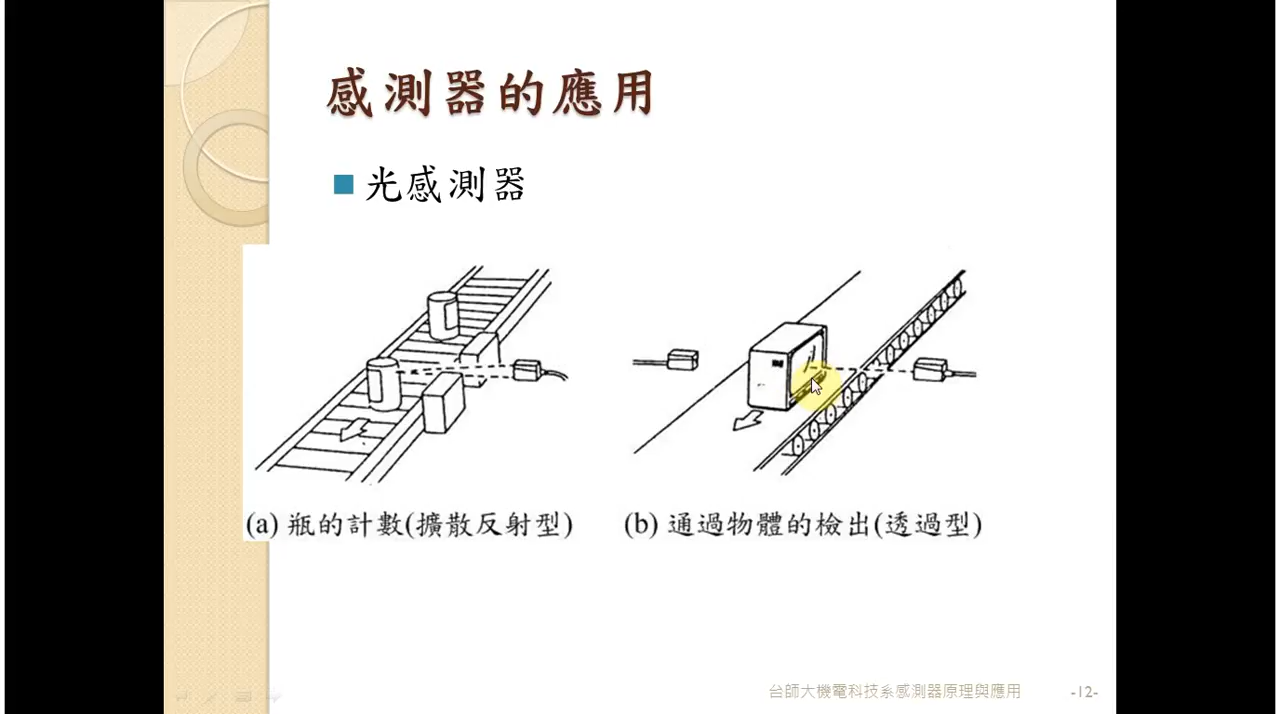 感測器的應用
光感測器
(a) 瓶的計數(擴散反射型)
(b) 通過物體的檢出(透過型)
台師大機電科技系感測器原理與應用
-12-